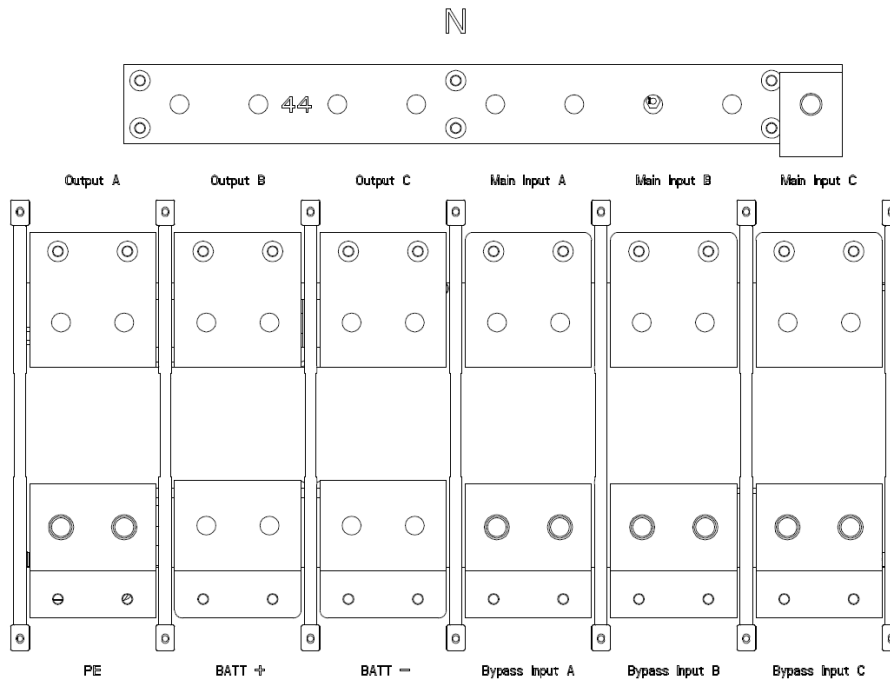 N
44
Output A Output B Output C Main Input A Main Input B Main Input C
PE BATT + BATT - Bypass Input A Bypass Input B Bypass Input C